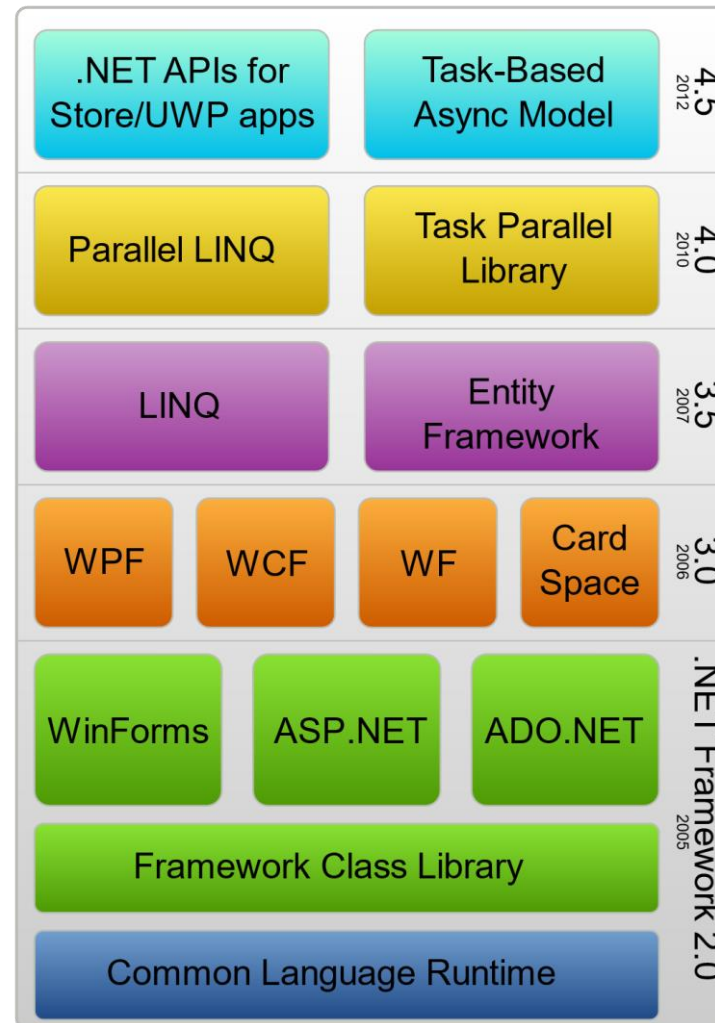 .NET APIs for
Store/UWP apps
Task-Based
Async Model
4.5
2012
Parallel LINQ
Task Parallel
Library
4.0
2010
LINQ
Entity
Framework
3.5
2007
WPF
WCF
WF
Card
Space
3.0
2006
WinForms
ASP.NET
ADO.NET
Framework Class Library
Common Language Runtime
.NET Framework 2.0
2005